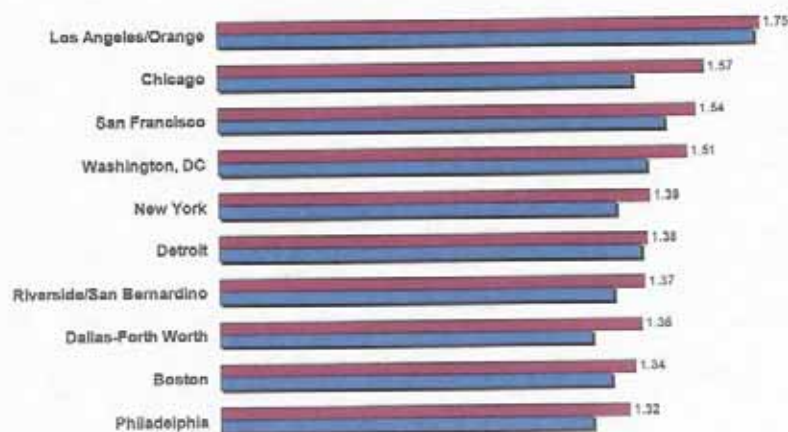 Los Angeles/Orange 1.75
Chicago 1.57
San Francisco 1.54
Washington, DC 1.51
New York 1.39
Detroit 1.38
Riverside/San Bernardino 1.37
Dallas-Forth Worth 1.36
Boston 1.34
Philadelphia 1.32